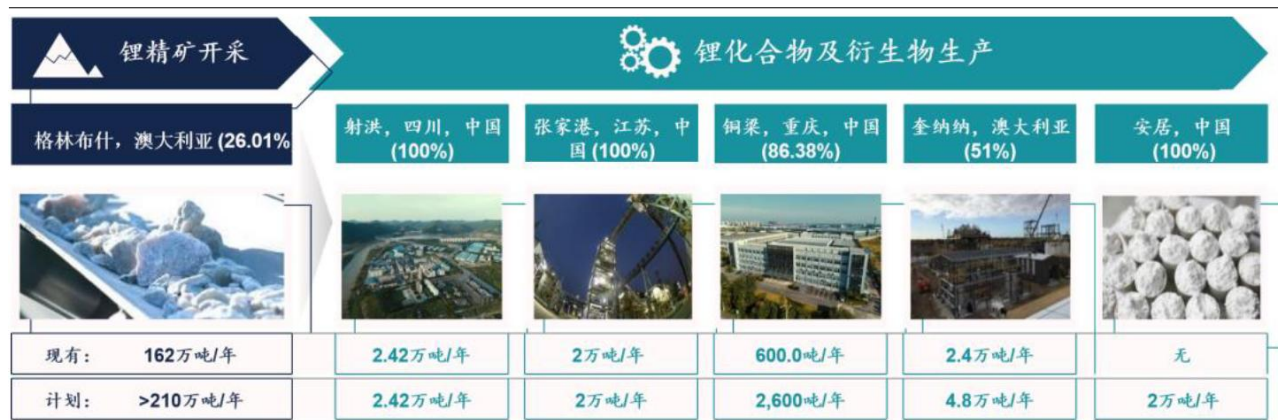 锂精矿开采
锂化合物及衍生物生产
格林布什，澳大利亚 (26.01%
射洪，四川，中国
(100%)
张家港，江苏，中
国 (100%)
铜梁，重庆，中国
(86.38%)
奎纳纳，澳大利亚
(51%)
安居，中国
(100%)
现有： 162万吨/年 2.42万吨/年 2万吨/年 600.0吨/年 2.4万吨/年 无
计划： >210万吨/年 2.42万吨/年 2万吨/年 2,600吨/年 4.8万吨/年 2万吨/年